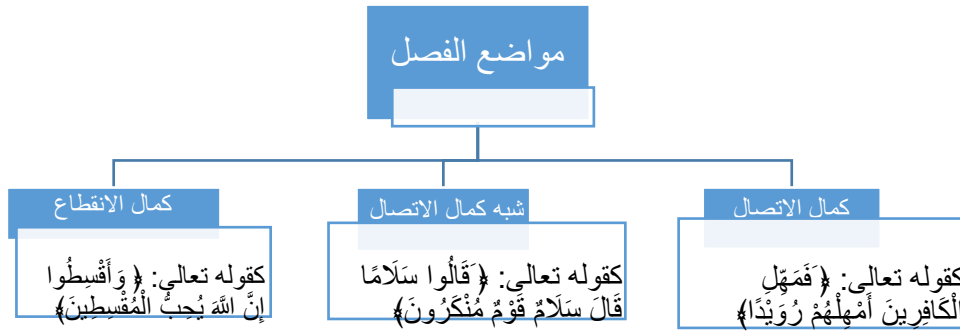 مواضع الفصل
كمال الاتصال
كقوله تعالى: ﴿ فَمَهِّلِ
الْكَافِرِينَ أَمْهِلْهُمْ رُوَيْدًا﴾
شبه كمال الاتصال
كقوله تعالى: ﴿ قَالُوا سَلَامًا
قَالَ سَلَامٌ قَوْمٌ مُنْكَرُونَ﴾
كمال الانقطاع
كقوله تعالى: ﴿ وَأَقْسِطُوا
إِنَّ اللَّهَ يُحِبُّ الْمُقْسِطِينَ﴾